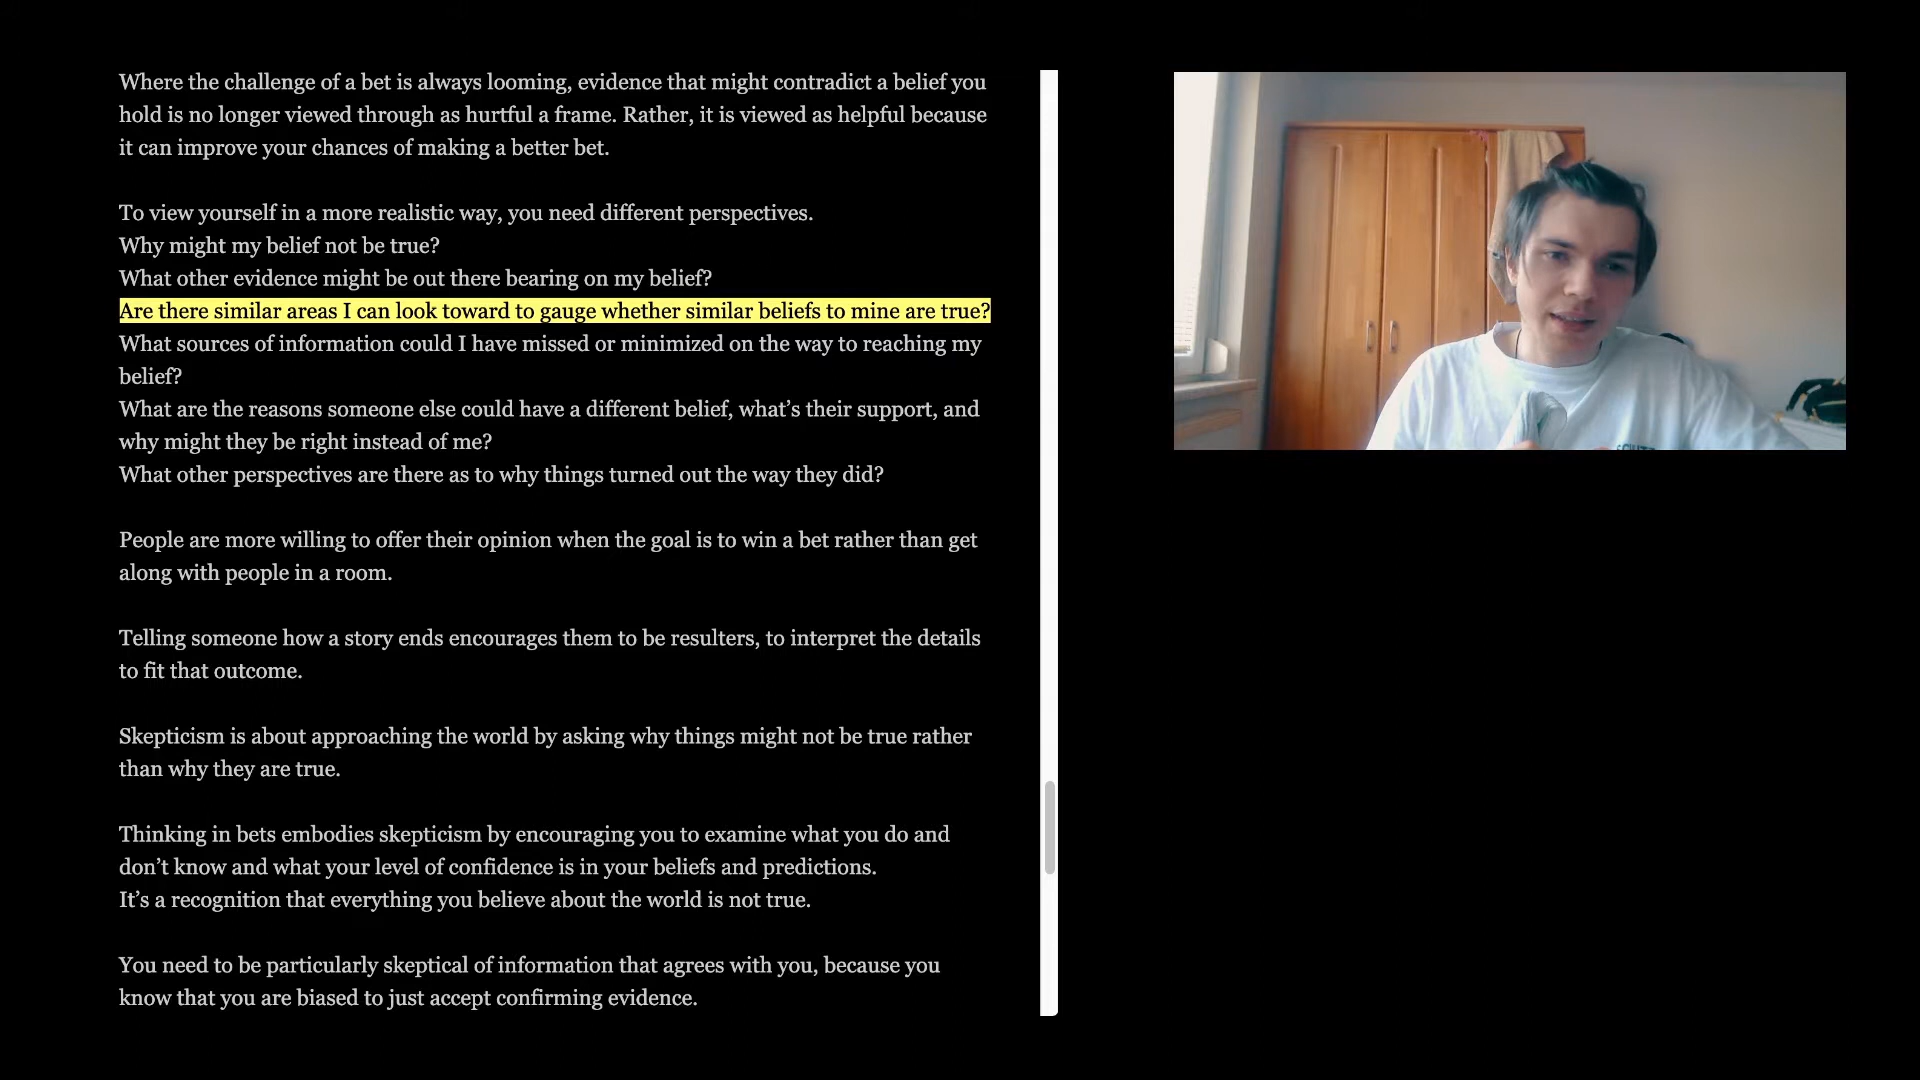 Where the challenge of a bet is always looming, evidence that might contradict a belief you
hold is no longer viewed through as hurtful a frame. Rather, it is viewed as helpful because
it can improve your chances of making a better bet.
To view yourself in a more realistic way, you need different perspectives.
Why might my belief not be true?
What other evidence might be out there bearing on my belief?
Are there similar areas I can look toward to gauge whether similar beliefs to mine are true?
What sources of information could I have missed or minimized on the way to reaching my
belief?
What are the reasons someone else could have a different belief, what’s their support, and
why might they be right instead of me?
What other perspectives are there as to why things turned out the way they did?
People are more willing to offer their opinion when the goal is to win a bet rather than get
along with people in a room.
Telling someone how a story ends encourages them to be resulters, to interpret the details
to fit that outcome.
Skepticism is about approaching the world by asking why things might not be true rather
than why they are true.
Thinking in bets embodies skepticism by encouraging you to examine what you do and
don’t know and what your level of confidence is in your beliefs and predictions.
It’s a recognition that everything you believe about the world is not true.
You need to be particularly skeptical of information that agrees with you, because you
know that you are biased to just accept confirming evidence.